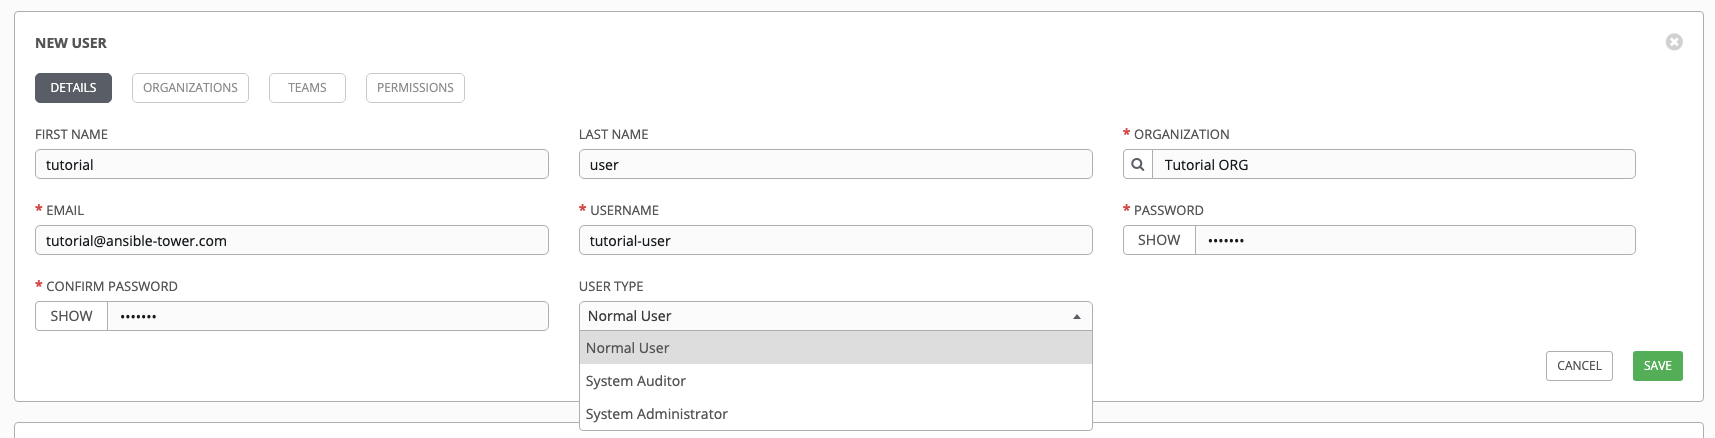 NEW USER
DETAILS ORGANIZATIONS TEAMS PERMISSIONS
FIRST NAME LAST NAME * ORGANIZATION
tutorial user Tutorial ORG
* EMAIL * USERNAME * PASSWORD
tutorial@ansible-tower.com tutorial-user SHOW •••••••
* CONFIRM PASSWORD USER TYPE
SHOW ••••••• Normal User
Normal User
System Auditor
System Administrator
CANCEL SAVE